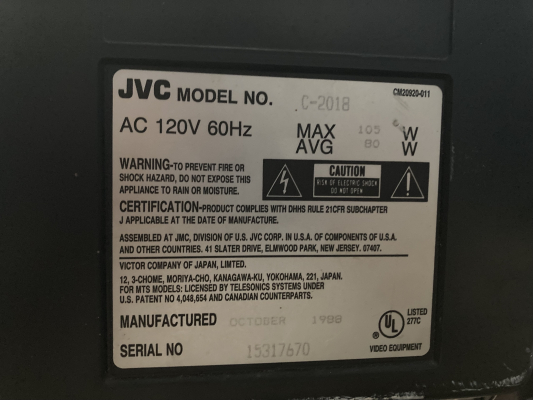 JVC MODEL NO. C-2018
CM20920-011
AC 120V 60Hz MAX 105 W
AVG 80 W
WARNING-TO PREVENT FIRE OR
SHOCK HAZARD, DO NOT EXPOSE THIS
APPLIANCE TO RAIN OR MOISTURE.
CAUTION
RISK OF ELECTRIC SHOCK
DO NOT OPEN
CERTIFICATION-PRODUCT COMPLIES WITH DHHS RULE 21CFR SUBCHAPTER
J APPLICABLE AT THE DATE OF MANUFACTURE.
ASSEMBLED AT JMC, DIVISION OF U.S. JVC CORP. IN U.S.A. OF COMPONENTS OF U.S.A.
AND OTHER COUNTRIES. 41 SLATER DRIVE, ELMWOOD PARK, NEW JERSEY. 07407.
VICTOR COMPANY OF JAPAN, LIMTED.
12, 3-CHOME, MORIYA-CHO, KANAGAWA-KU, YOKOHAMA, 221, JAPAN.
FOR MTS MODELS: LICENSED BY TELESONICS SYSTEMS UNDER
U.S. PATENT NO 4,048,654 AND CANADIAN COUNTERPARTS.
MANUFACTURED OCTOBER 1988
UL LISTED
277C
SERIAL NO 15317670
VIDEO EQUIPMENT